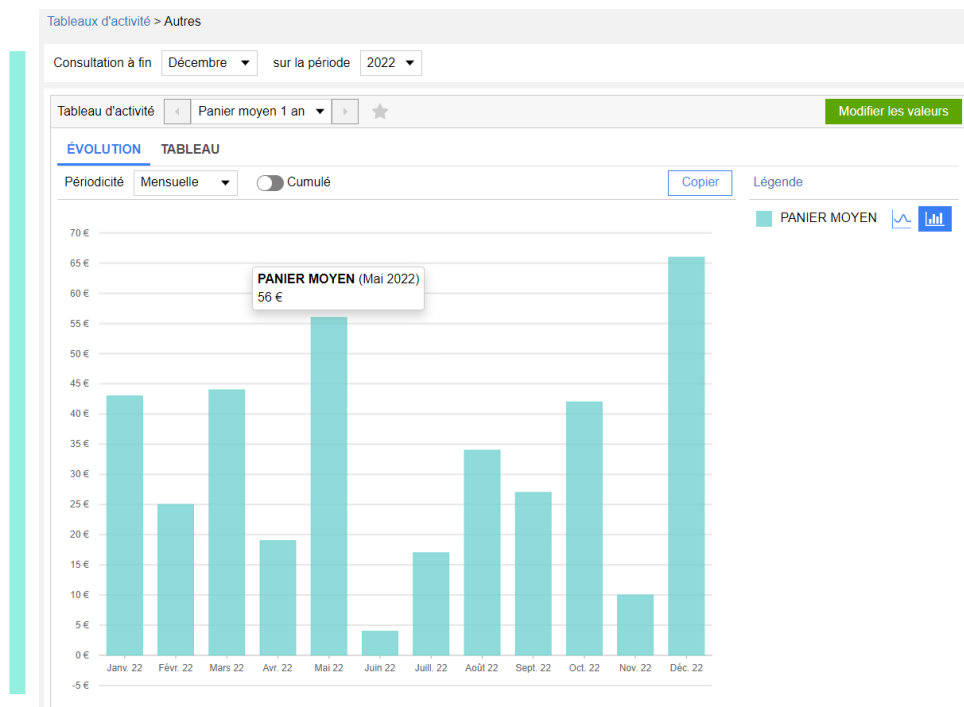 Tableaux d'activité > Autres
Consultation à fin Décembre sur la période 2022
Tableau d'activité Panier moyen 1 an Modifier les valeurs
ÉVOLUTION TABLEAU
Périodicité Mensuelle Cumulé Copier Légende
PANIER MOYEN
70 €
65 €
PANIER MOYEN (Mai 2022)
56 €
60 €
55 €
50 €
45 €
40 €
35 €
30 €
25 €
20 €
15 €
10 €
5 €
0 €
Janv. 22 Févr. 22 Mars 22 Avr. 22 Mai 22 Juin 22 Juill. 22 Août 22 Sept. 22 Oct. 22 Nov. 22 Déc. 22
-5 €